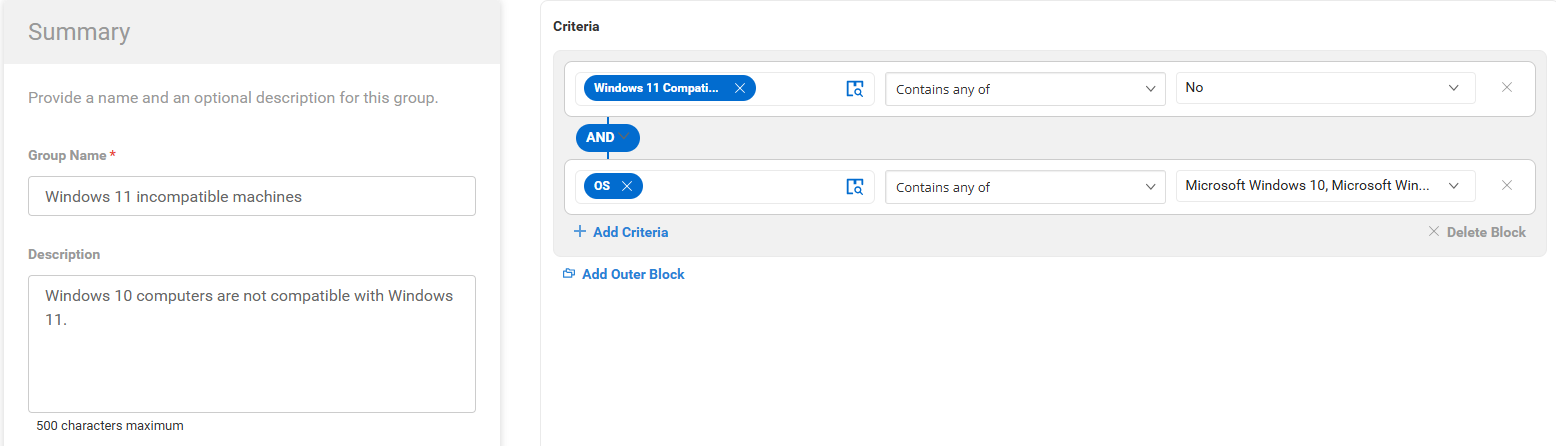 Summary
Provide a name and an optional description for this group.
Group Name *
Windows 11 incompatible machines
Description
Windows 10 computers are not compatible with Windows
11.
500 characters maximum
Criteria
Windows 11 Compati... Contains any of No
AND
OS Contains any of Microsoft Windows 10, Microsoft Win...
Add Criteria Delete Block
Add Outer Block